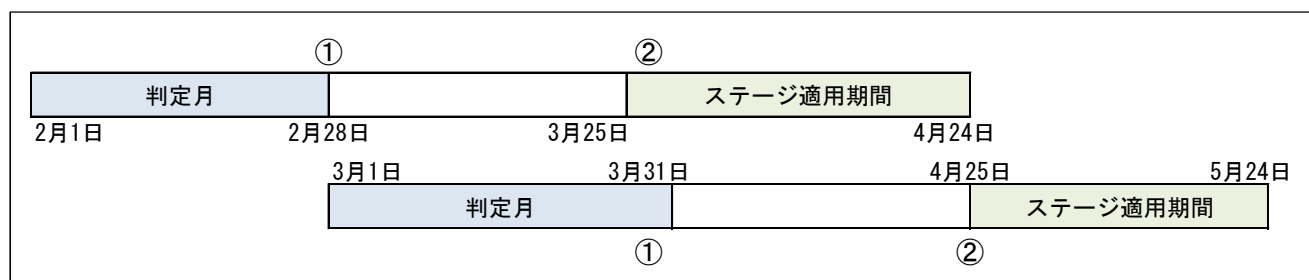 ① ②
判定月 ステージ適用期間
2月1日 2月28日 3月25日 4月24日
3月1日 3月31日 4月25日 5月24日
判定月 ステージ適用期間
① ②